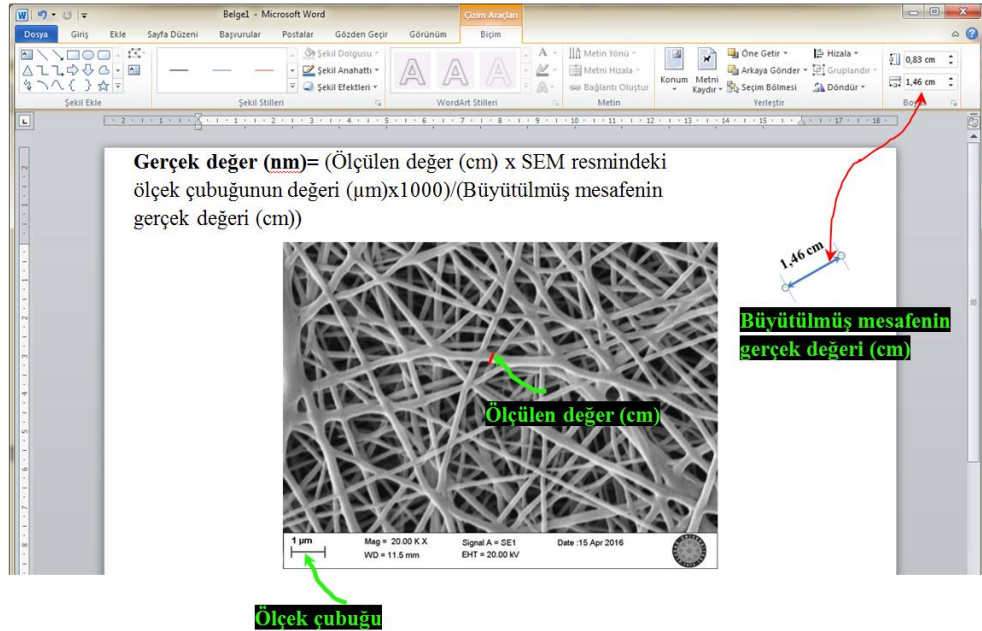 Belge1 - Microsoft Word
Çizim Araçları
Dosya Giriş Ekle Sayfa Düzeni Başvurular Postalar Gözden Geçir Görünüm Biçim
Şekil Dolgusu
Şekil Anahattı
Şekil Efektleri
Metin Yönü
Metni Hizala
Bağlantı Oluştur
Konum Metni Kaydır
Öne Getir
Arkaya Gönder
Seçim Bölmesi
Hizala
Gruplandır
Döndür
0,83 cm
1,46 cm
Şekil Ekle Şekil Stilleri WordArt Stilleri Metin Yerleştir
Gerçek değer (nm)= (Ölçülen değer (cm) x SEM resmindeki
ölçek çubuğunun değeri (µm)x1000)/(Büyütülmüş mesafenin
gerçek değeri (cm))
1,46 cm
Büyütülmüş mesafenin
gerçek değeri (cm)
Ölçülen değer (cm)
1 µm Mag = 20.00 K X Signal A = SE1 Date :15 Apr 2016
WD = 11.5 mm EHT = 20.00 kV
Ölçek çubuğu